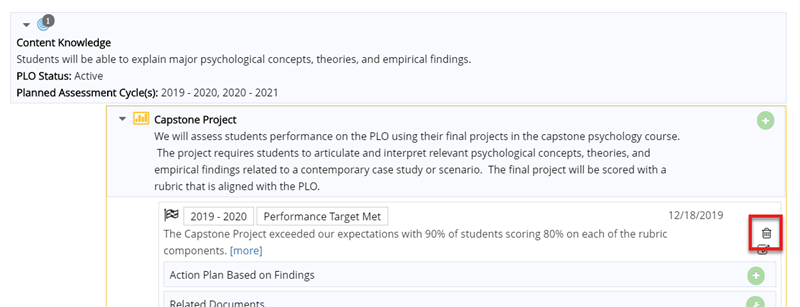 1
Content Knowledge
Students will be able to explain major psychological concepts, theories, and empirical findings.
PLO Status: Active
Planned Assessment Cycle(s): 2019 - 2020, 2020 - 2021
Capstone Project
We will assess students performance on the PLO using their final projects in the capstone psychology course.
The project requires students to articulate and interpret relevant psychological concepts, theories, and
empirical findings related to a contemporary case study or scenario. The final project will be scored with a
rubric that is aligned with the PLO.
2019 - 2020 Performance Target Met 12/18/2019
The Capstone Project exceeded our expectations with 90% of students scoring 80% on each of the rubric
components. [more]
Action Plan Based on Findings
Related Documents